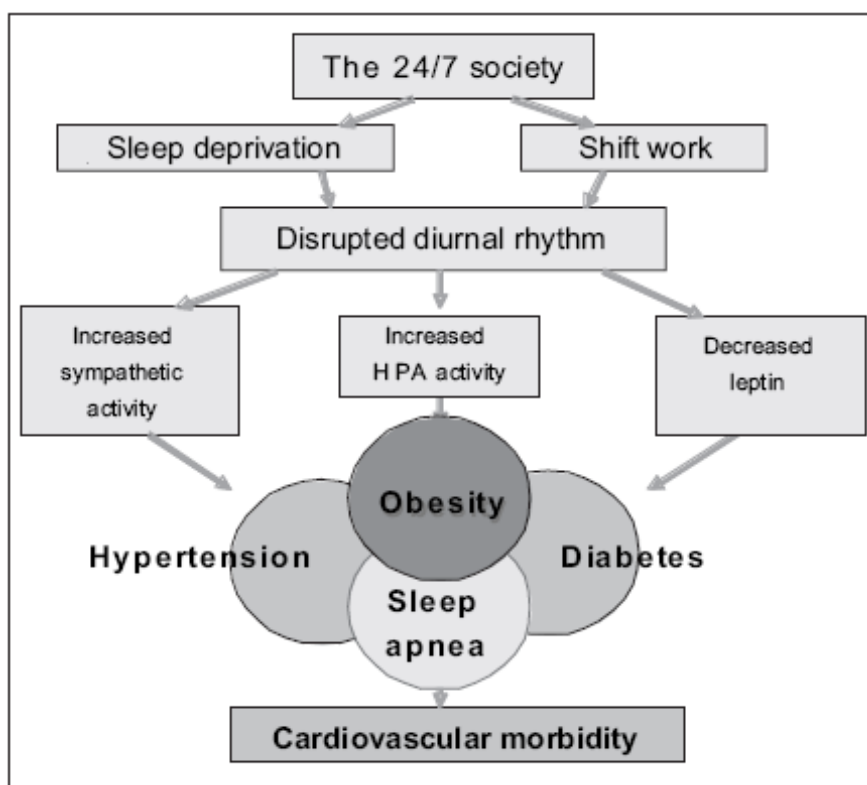 The 24/7 society
Sleep deprivation
Shift work
Disrupted diurnal rhythm
Increased
sympathetic
activity
Increased
HPA activity
Decreased
leptin
Obesity
Hypertension
Diabetes
Sleep
apnea
Cardiovascular morbidity